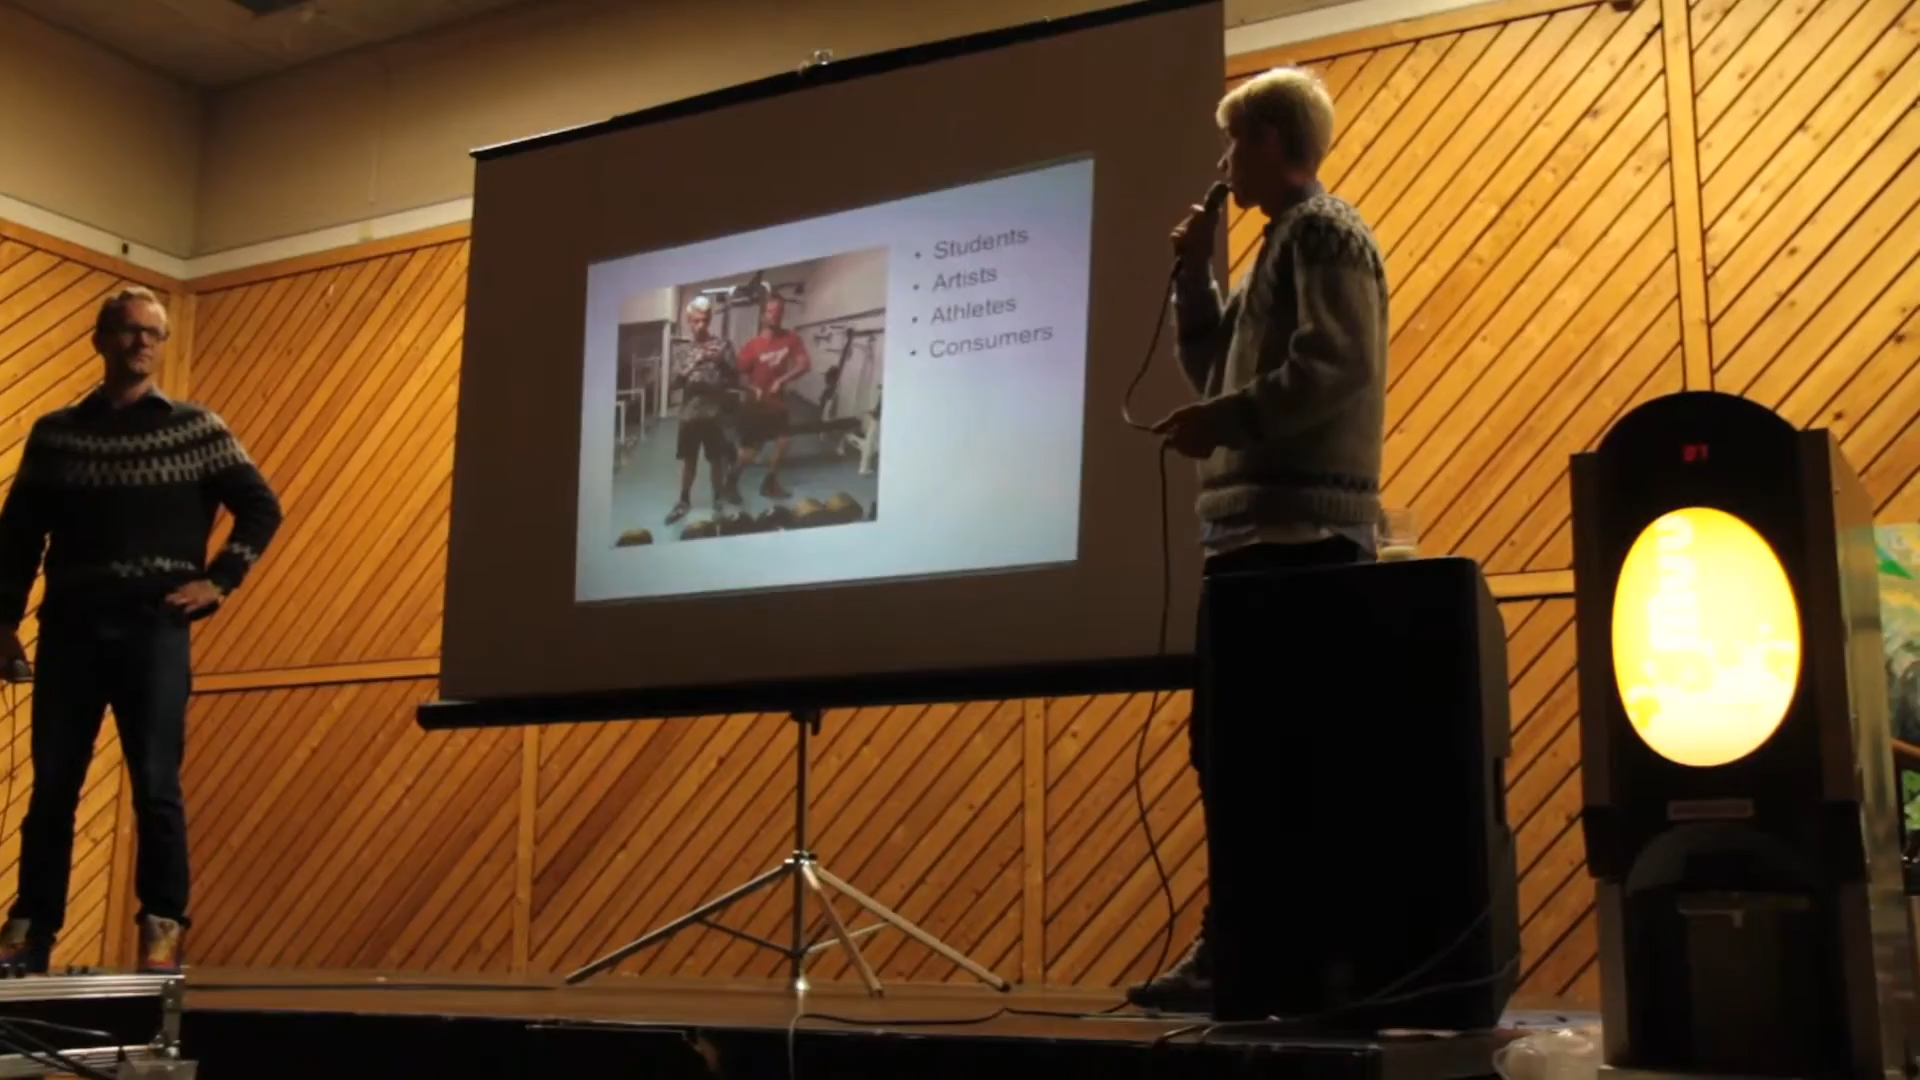 • Students
• Artists
• Athletes
• Consumers